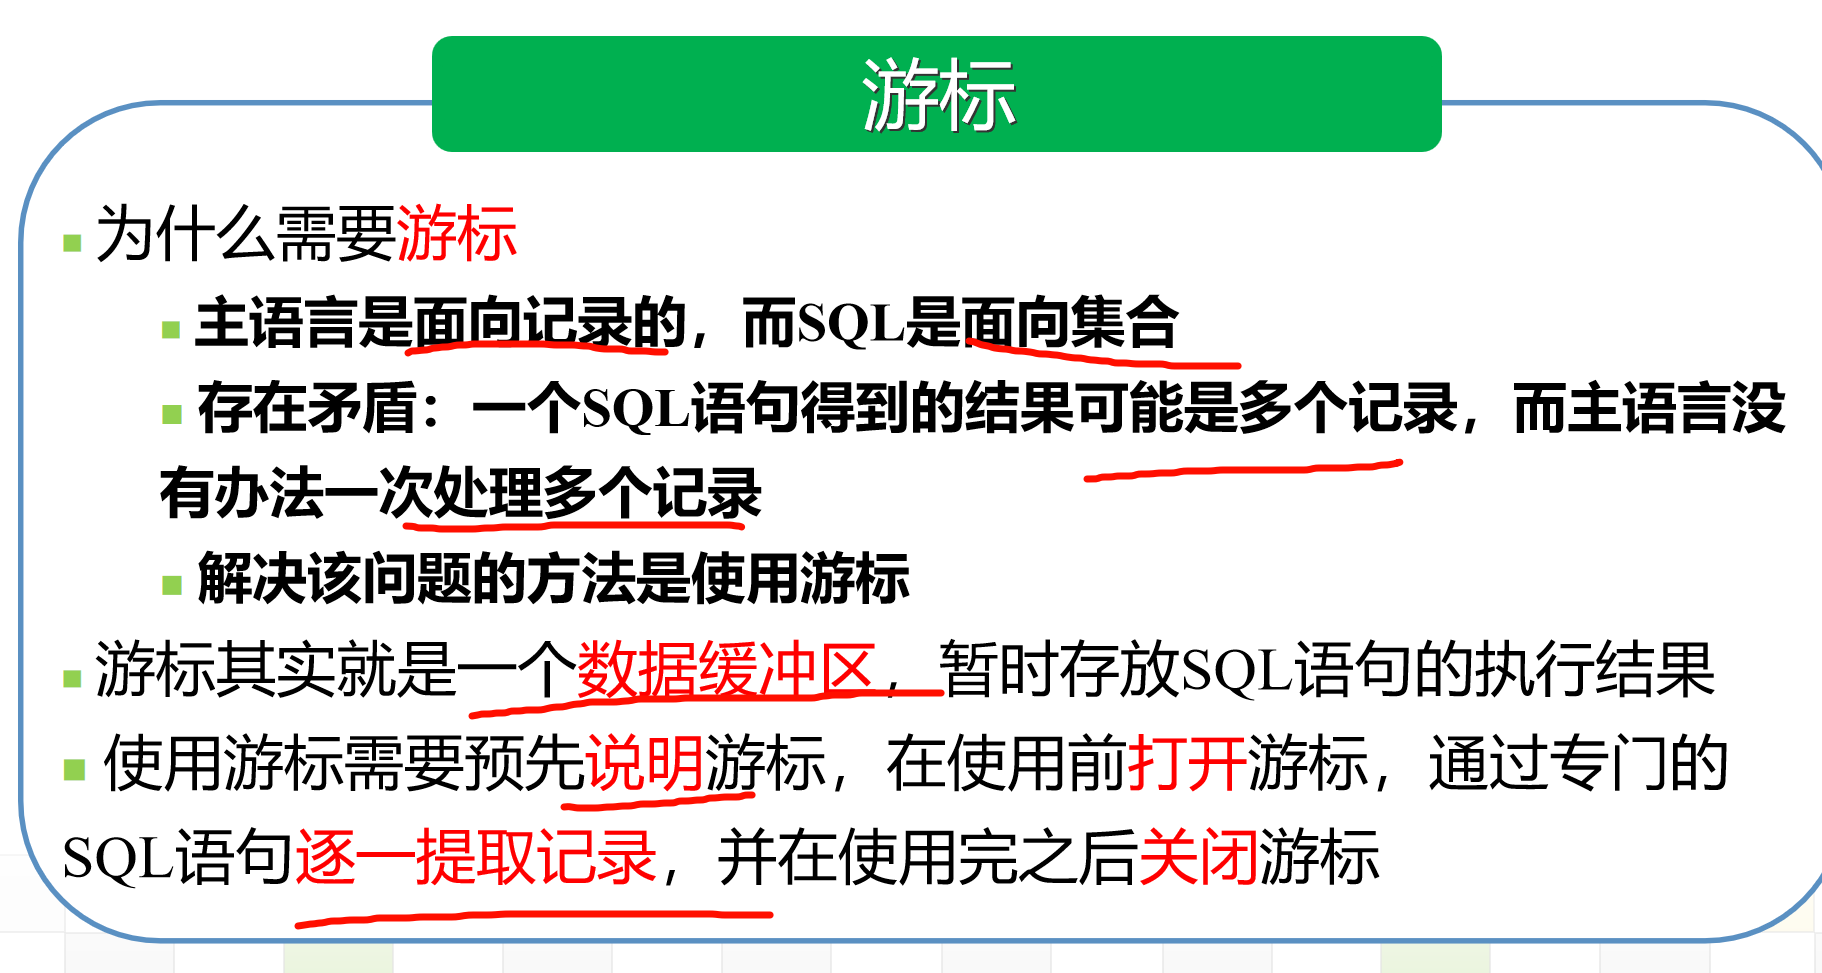 游标
为什么需要游标
主语言是面向记录的，而SQL是面向集合
存在矛盾：一个SQL语句得到的结果可能是多个记录，而主语言没
有办法一次处理多个记录
解决该问题的方法是使用游标
游标其实就是一个数据缓冲区，暂时存放SQL语句的执行结果
使用游标需要预先说明游标，在使用前打开游标，通过专门的
SQL语句逐一提取记录，并在使用完之后关闭游标